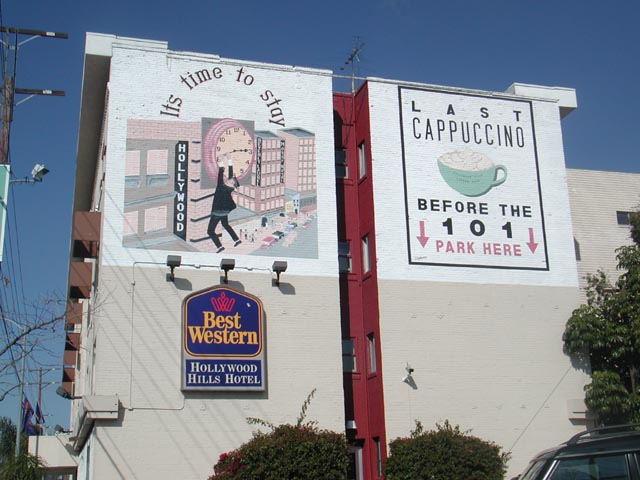 Its time to stay
HOLLYWOOD
Best
Western
HOLLYWOOD
HILLS HOTEL
LAST
CAPPUCCINO
BEFORE THE
101
PARK HERE